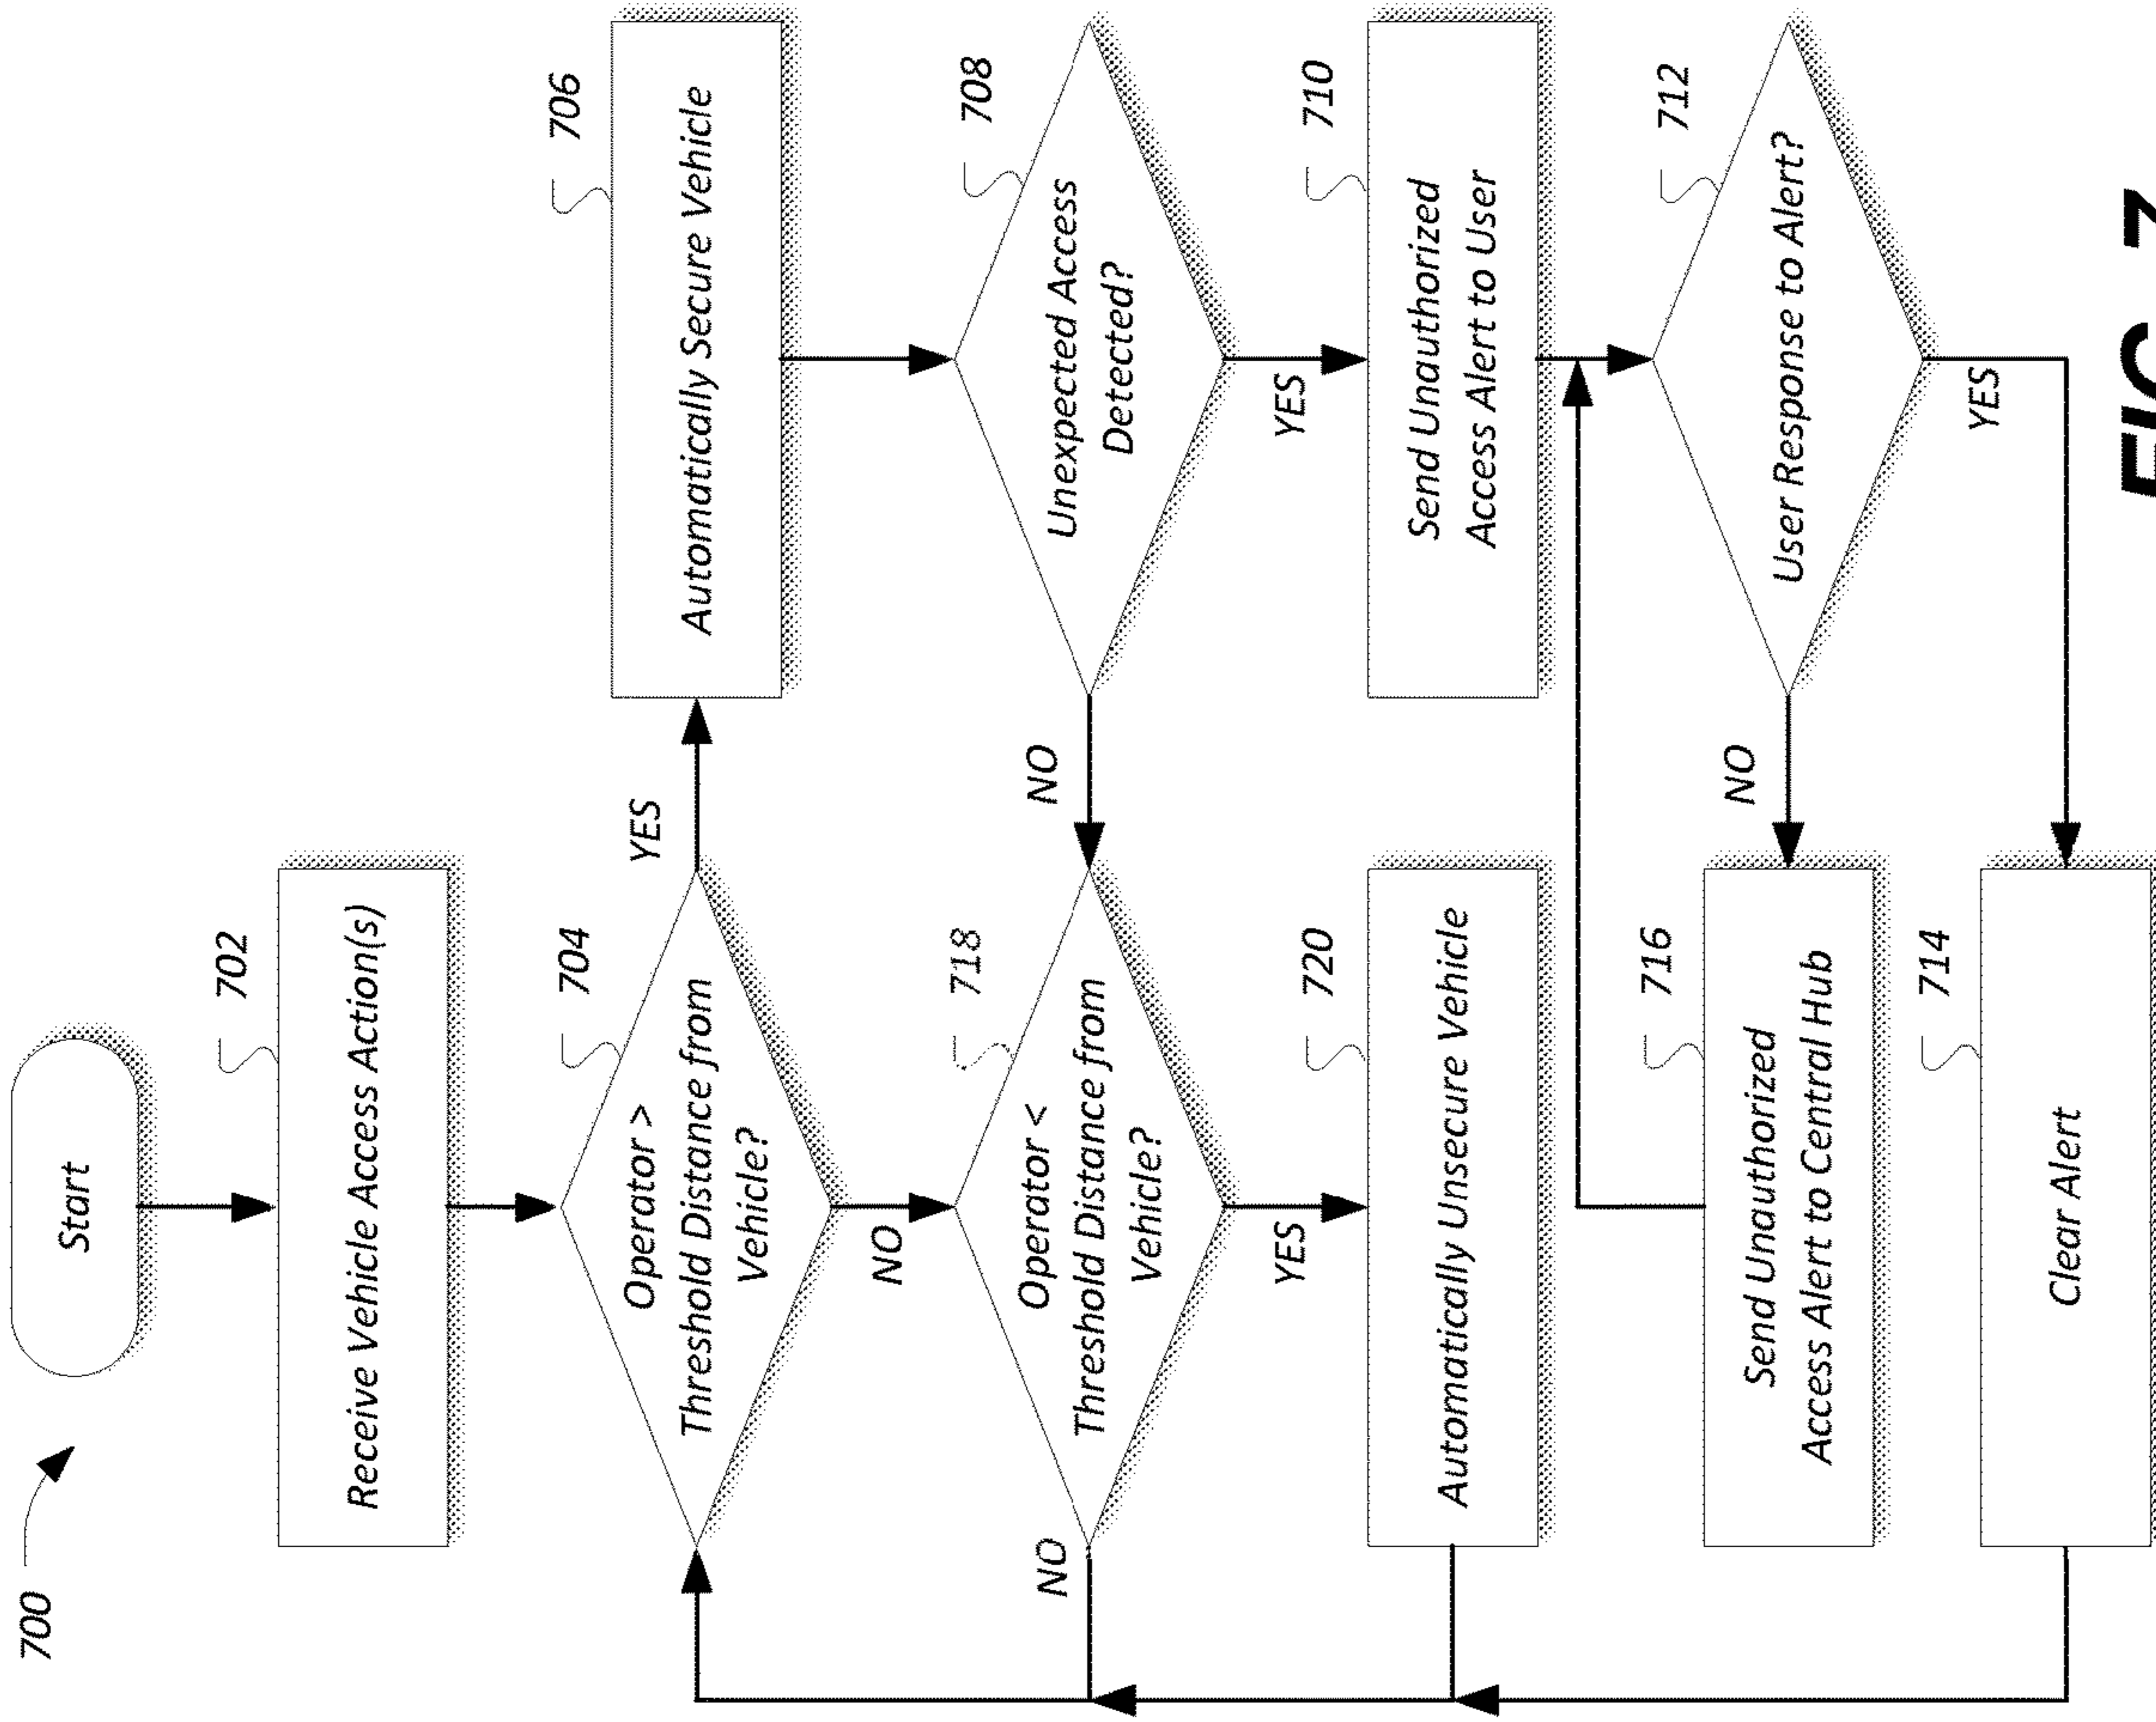 700
Start
702
Receive Vehicle Access Action(s)
704
Operator >
Threshold Distance from
Vehicle?
YES
706
Automatically Secure Vehicle
NO
718
Operator <
Threshold Distance from
Vehicle?
NO
708
Unexpected Access
Detected?
NO
YES
720
Automatically Unsecure Vehicle
YES
710
Send Unauthorized
Access Alert to User
716
Send Unauthorized
Access Alert to Central Hub
NO
712
User Response to Alert?
YES
714
Clear Alert
FIG. 7